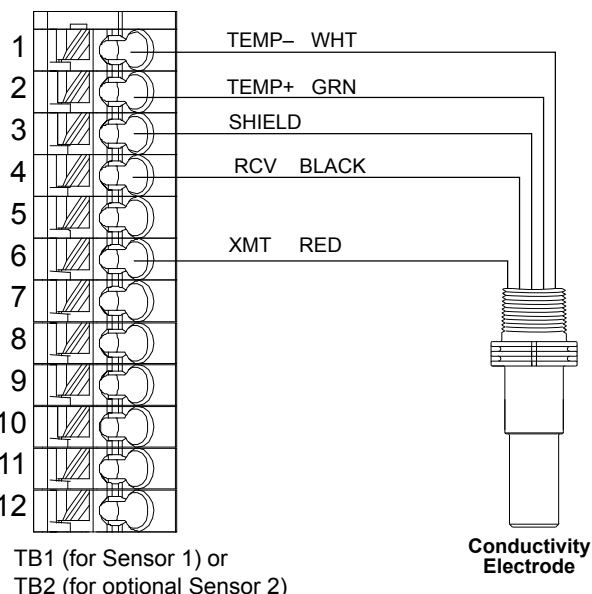 1 TEMP– WHT
2 TEMP+ GRN
3 SHIELD
4 RCV BLACK
5
6 XMT RED
7
8
9
10
11
12
TB1 (for Sensor 1) or
TB2 (for optional Sensor 2)
Conductivity
Electrode